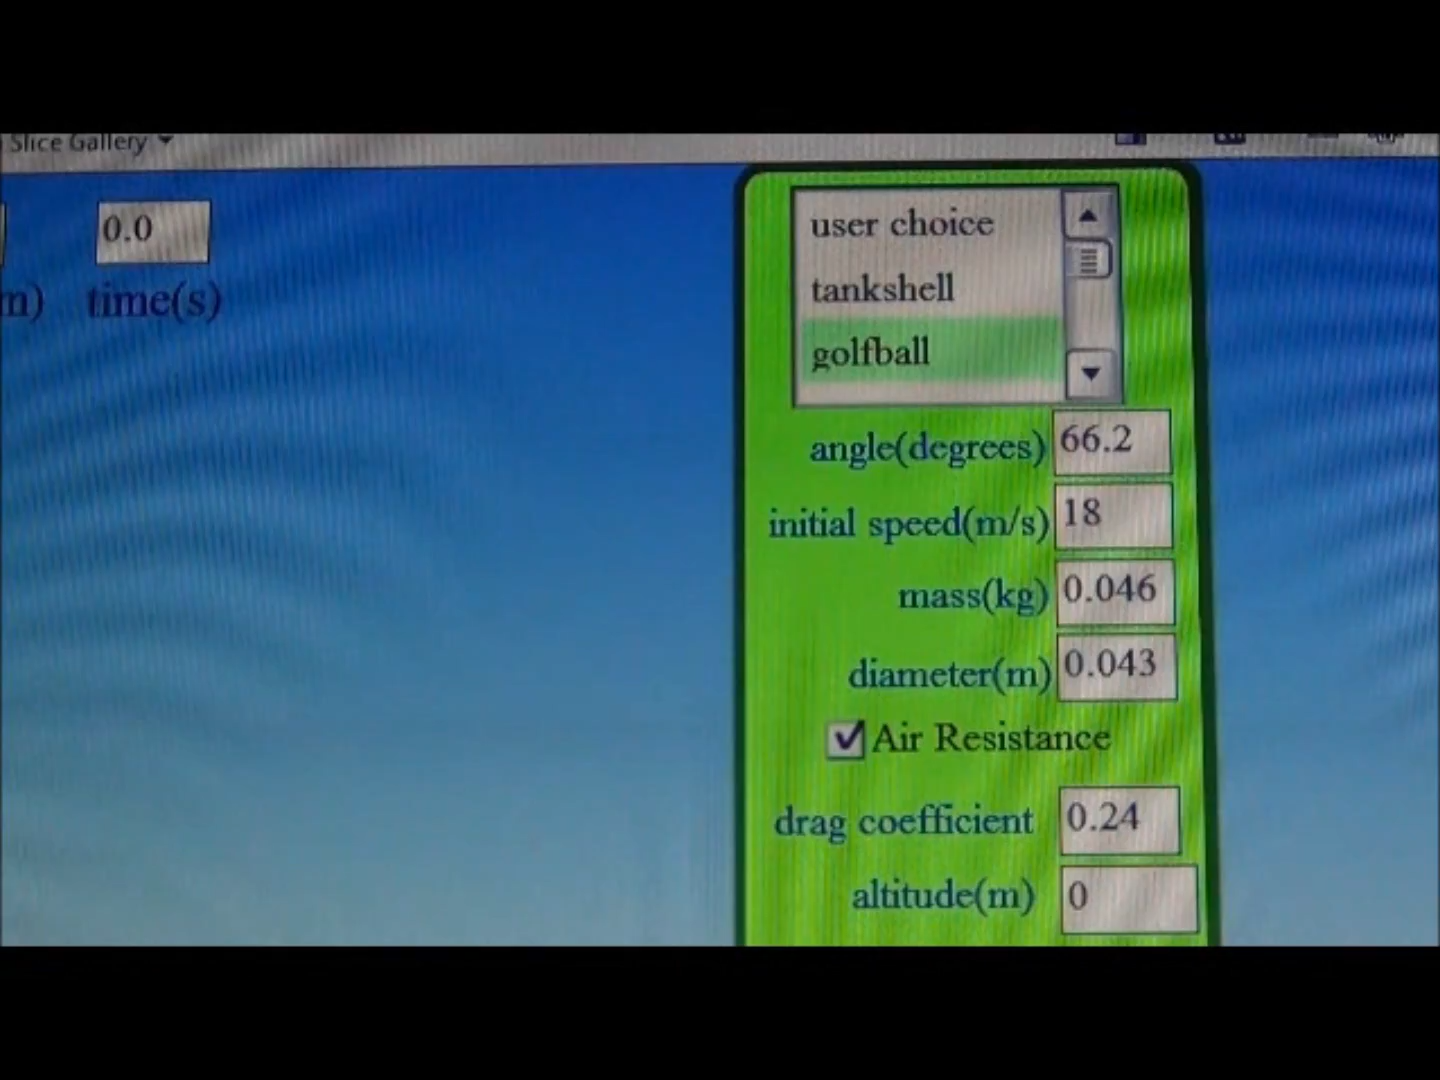 Slice Gallery
0.0
m) time(s)
user choice
tankshell
golfball
angle(degrees) 66.2
initial speed(m/s) 18
mass(kg) 0.046
diameter(m) 0.043
Air Resistance
drag coefficient 0.24
altitude(m) 0